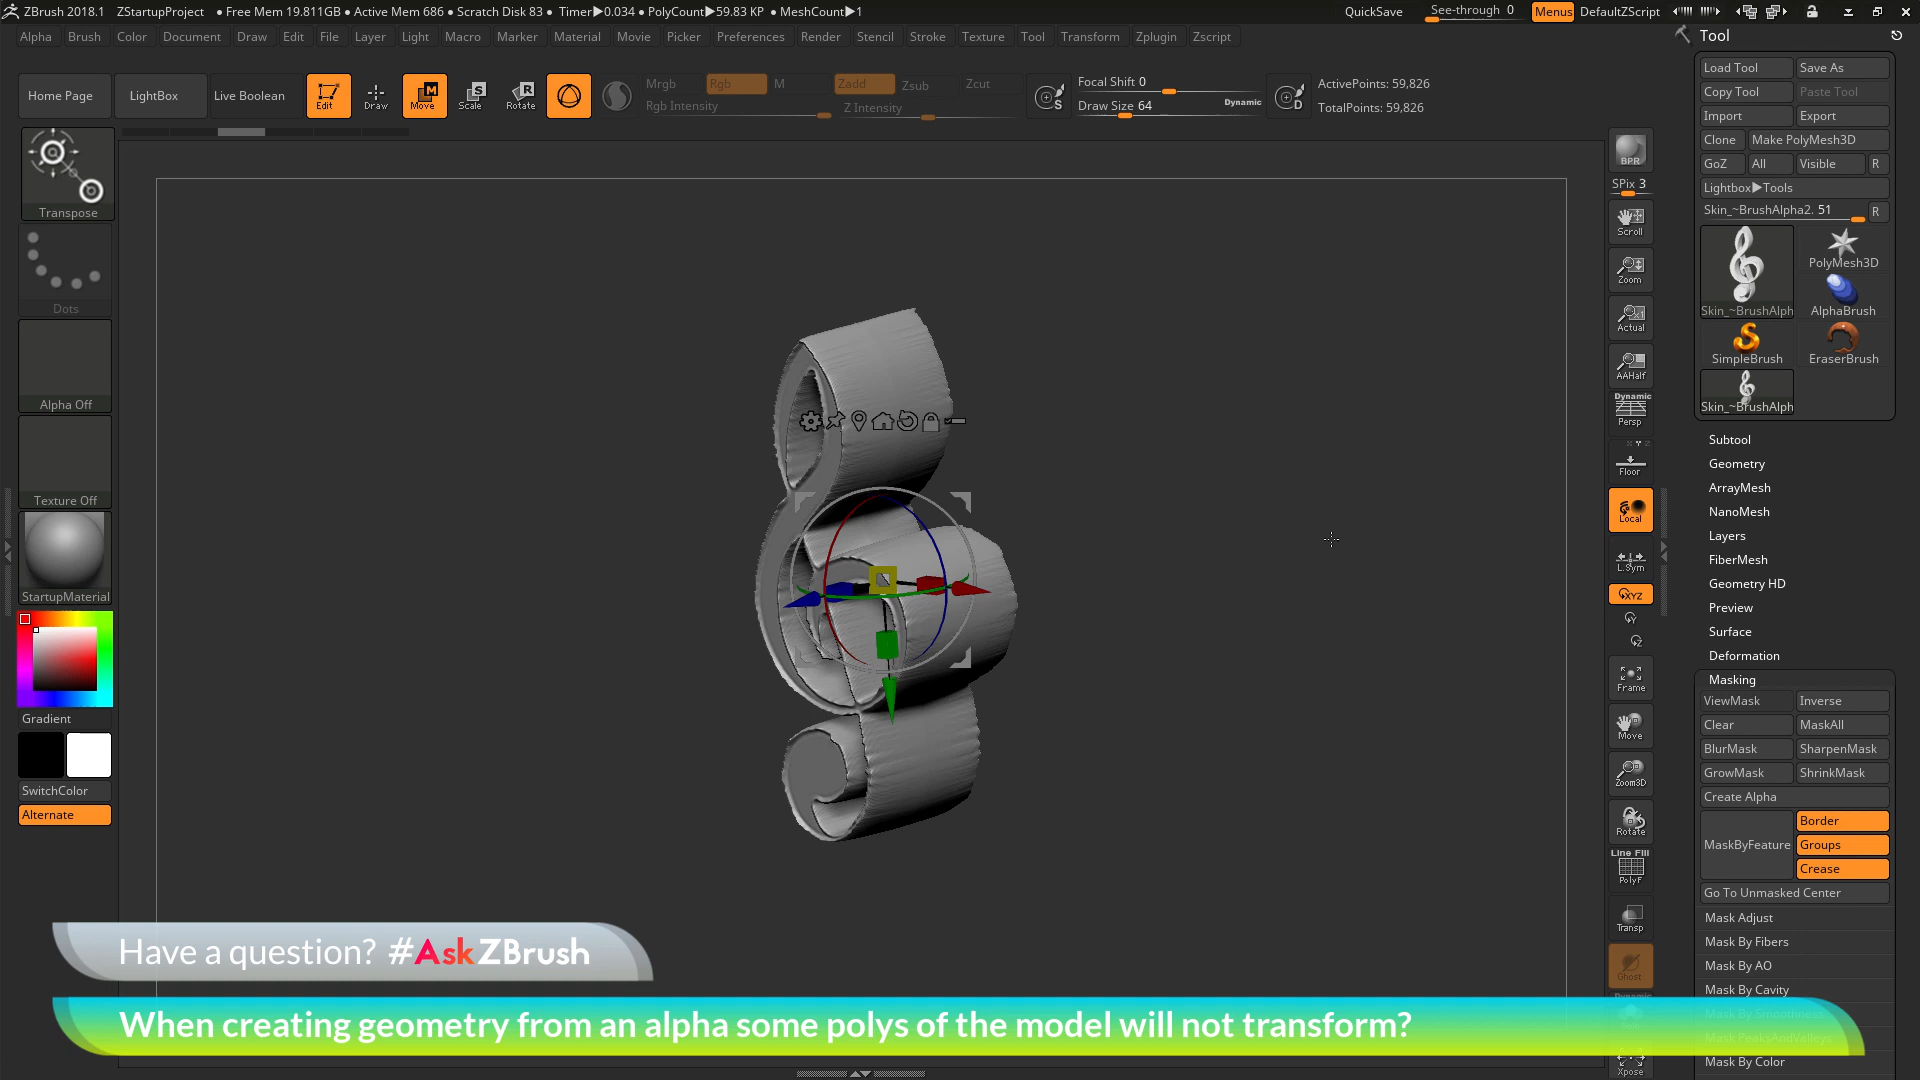 ZBrush 2018.1 ZStartupProject • Free Mem 19.811GB • Active Mem 686 • Scratch Disk 83 • Timer▶0.034 • PolyCount▶59.83 KP • MeshCount▶1 QuickSave See-through 0 Menus DefaultZScript
Alpha Brush Color Document Draw Edit File Layer Light Macro Marker Material Movie Picker Preferences Render Stencil Stroke Texture Tool Transform Zplugin Zscript
Home Page LightBox Live Boolean Edit Draw Move Scale Rotate
Mrgb Rgb M Zadd Zsub Zcut
Rgb Intensity Z Intensity
Focal Shift 0
Draw Size 64 Dynamic
ActivePoints: 59,826
TotalPoints: 59,826
Transpose
Dots
Alpha Off
Texture Off
StartupMaterial
Gradient
SwitchColor
Alternate
BPR
SPix 3
Scroll
Zoom
Actual
AAHalf
Dynamic
Persp
Floor
Local
L.Sym
XYZ
Frame
Move
Zoom3D
Rotate
Line Fill
PolyF
Transp
Ghost
Dynamic
Xpose
Tool
Load Tool Save As
Copy Tool Paste Tool
Import Export
Clone Make PolyMesh3D
GoZ All Visible R
Lightbox▶Tools
Skin_~BrushAlpha2. 51 R
Skin_~BrushAlph PolyMesh3D
AlphaBrush
SimpleBrush EraserBrush
Skin_~BrushAlph
Subtool
Geometry
ArrayMesh
NanoMesh
Layers
FiberMesh
Geometry HD
Preview
Surface
Deformation
Masking
ViewMask Inverse
Clear MaskAll
BlurMask SharpenMask
GrowMask ShrinkMask
Create Alpha
MaskByFeature Border
Groups
Crease
Go To Unmasked Center
Mask Adjust
Mask By Fibers
Mask By AO
Mask By Cavity
Mask By Smoothness
Mask PeaksAndValleys
Mask By Color
Have a question? #AskZBrush
When creating geometry from an alpha some polys of the model will not transform?